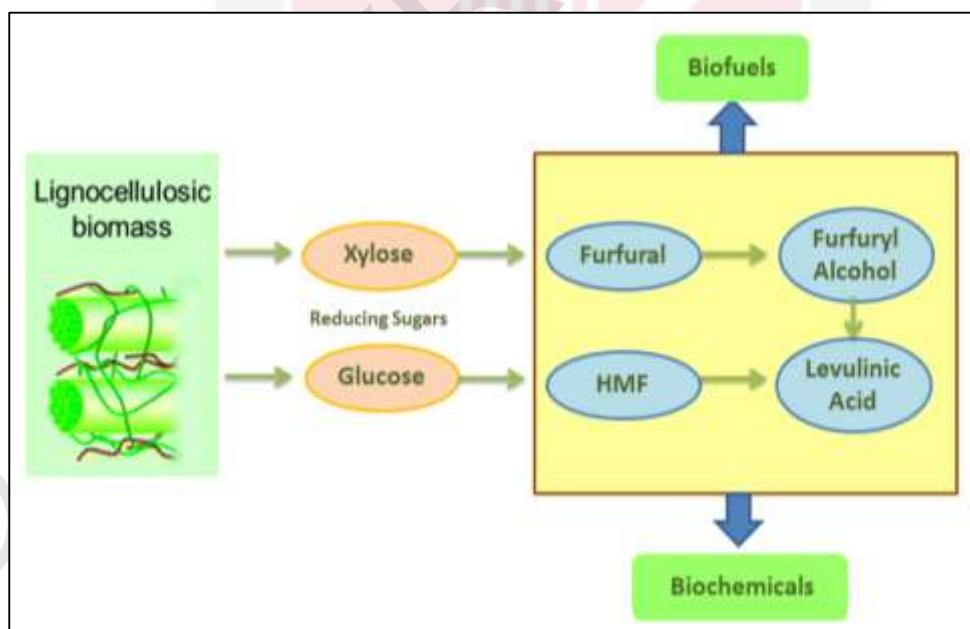 Biofuels
Lignocellulosic
biomass
Xylose
Furfural
Furfuryl
Alcohol
Reducing Sugars
Glucose
HMF
Levulinic
Acid
Biochemicals